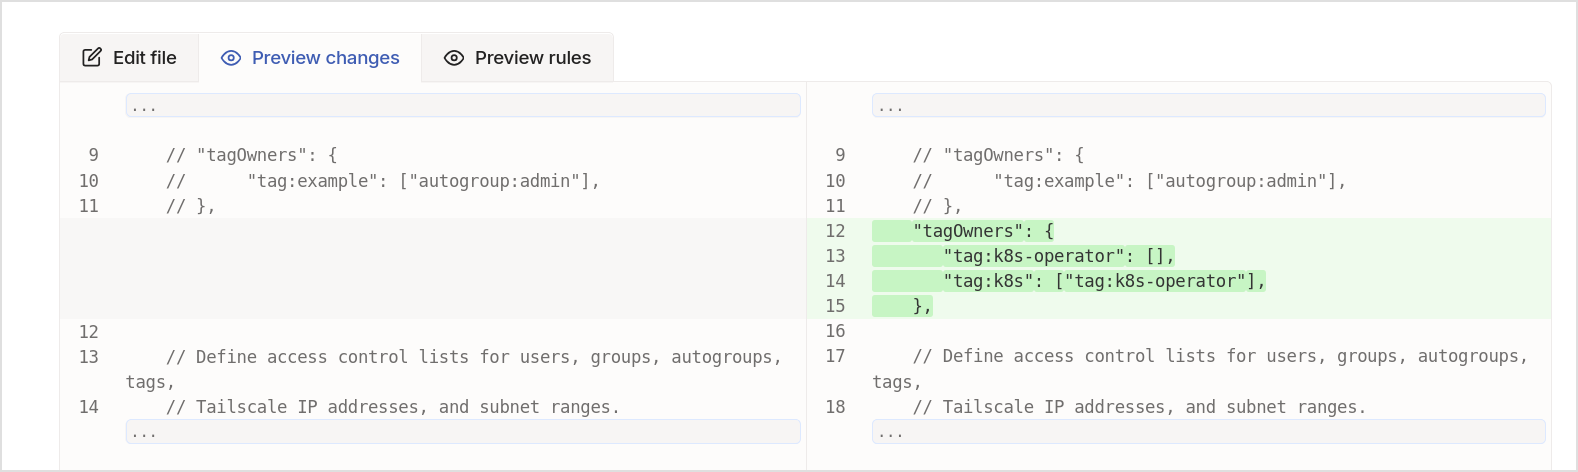 Edit file Preview changes Preview rules
...
9 // "tagOwners": {
10 //      "tag:example": ["autogroup:admin"],
11 // },
12
13 // Define access control lists for users, groups, autogroups,
tags,
14 // Tailscale IP addresses, and subnet ranges.
...
...
9 // "tagOwners": {
10 //      "tag:example": ["autogroup:admin"],
11 // },
12 "tagOwners": {
13    "tag:k8s-operator": [],
14    "tag:k8s": ["tag:k8s-operator"],
15 },
16
17 // Define access control lists for users, groups, autogroups,
tags,
18 // Tailscale IP addresses, and subnet ranges.
...